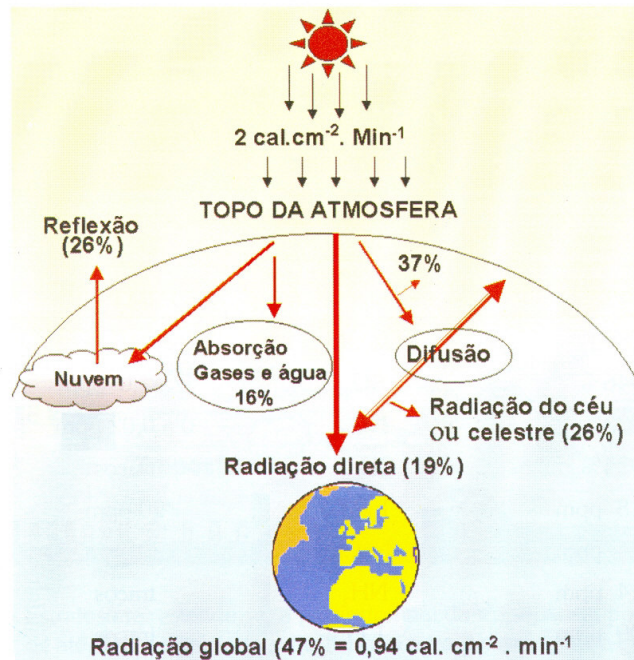 2 cal.cm⁻². Min⁻¹
TOPO DA ATMOSFERA
Reflexão
(26%)
37%
Nuvem
Absorção
Gases e água
16%
Difusão
Radiação do céu
ou celestre (26%)
Radiação direta (19%)
Radiação global (47% = 0,94 cal. cm⁻² . min⁻¹